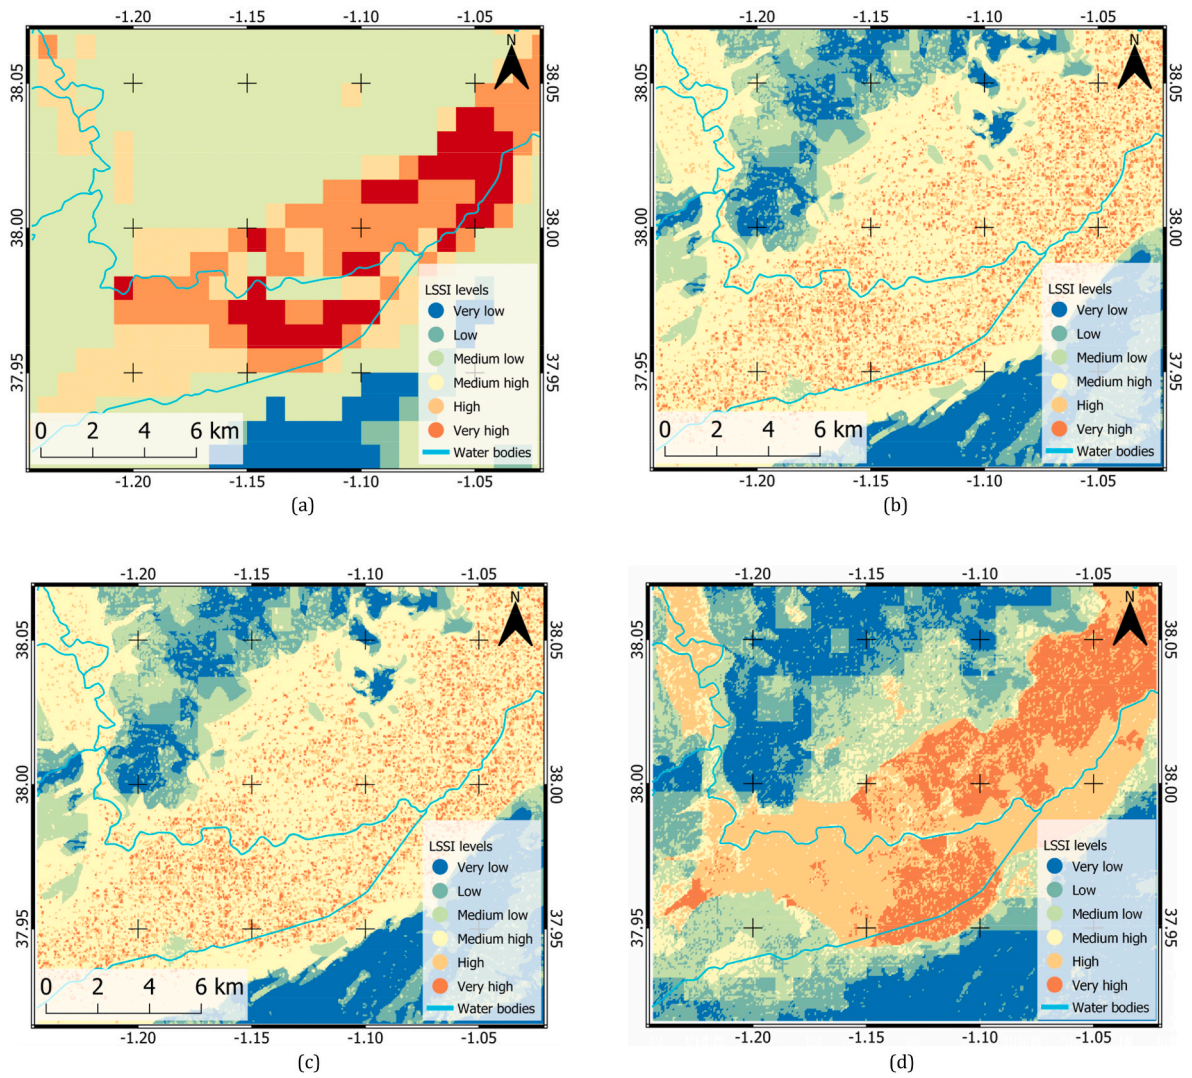 -1.20 -1.15 -1.10 -1.05
N
38.05 38.05
38.00 38.00
37.95 37.95
LSSI levels
Very low
Low
Medium low
Medium high
High
Very high
Water bodies
0 2 4 6 km
-1.20 -1.15 -1.10 -1.05
(a)
-1.20 -1.15 -1.10 -1.05
N
38.05 38.05
38.00 38.00
37.95 37.95
LSSI levels
Very low
Low
Medium low
Medium high
High
Very high
Water bodies
0 2 4 6 km
-1.20 -1.15 -1.10 -1.05
(b)
-1.20 -1.15 -1.10 -1.05
N
38.05 38.05
38.00 38.00
37.95 37.95
LSSI levels
Very low
Low
Medium low
Medium high
High
Very high
Water bodies
0 2 4 6 km
-1.20 -1.15 -1.10 -1.05
(c)
-1.20 -1.15 -1.10 -1.05
N
38.05 38.05
38.00 38.00
37.95 37.95
LSSI levels
Very low
Low
Medium low
Medium high
High
Very high
Water bodies
-1.20 -1.15 -1.10 -1.05
(d)